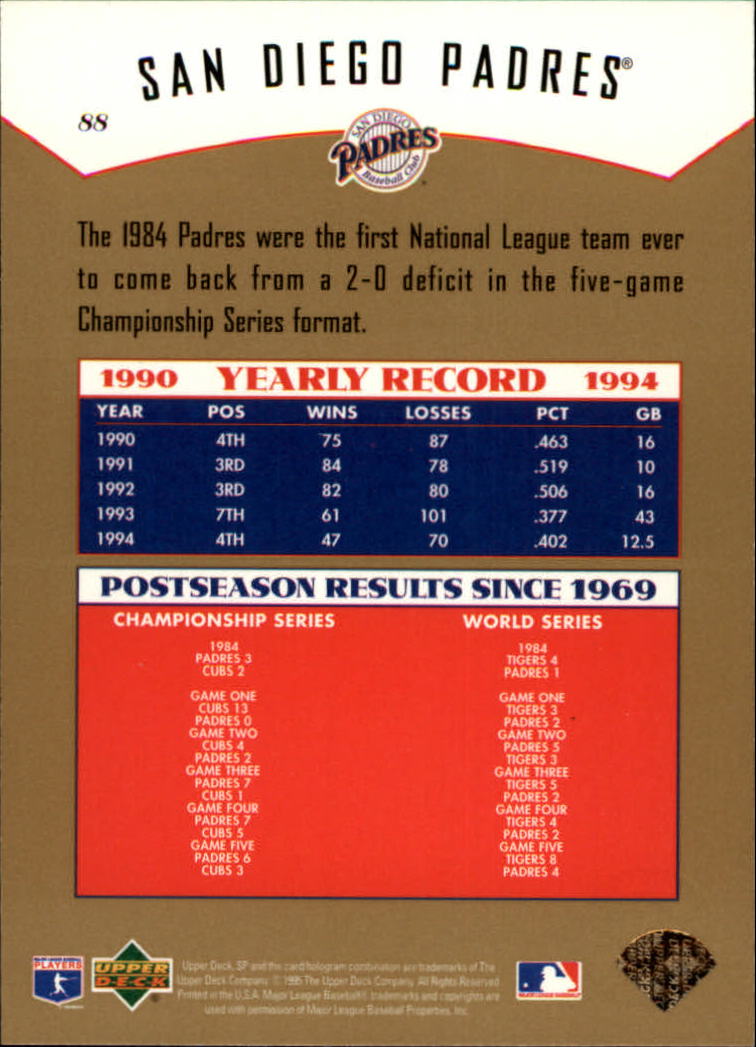 SAN DIEGO PADRES®
88
SAN DIEGO
PADRES
Baseball Club
The 1984 Padres were the first National League team ever
to come back from a 2-0 deficit in the five-game
Championship Series format.
1990 YEARLY RECORD 1994
YEAR POS WINS LOSSES PCT GB
1990 4TH 75 87 .463 16
1991 3RD 84 78 .519 10
1992 3RD 82 80 .506 16
1993 7TH 61 101 .377 43
1994 4TH 47 70 .402 12.5
POSTSEASON RESULTS SINCE 1969
CHAMPIONSHIP SERIES
1984
PADRES 3
CUBS 2
GAME ONE
CUBS 13
PADRES 0
GAME TWO
CUBS 4
PADRES 2
GAME THREE
PADRES 7
CUBS 1
GAME FOUR
PADRES 7
CUBS 5
GAME FIVE
PADRES 6
CUBS 3
WORLD SERIES
1984
TIGERS 4
PADRES 1
GAME ONE
TIGERS 3
PADRES 2
GAME TWO
PADRES 5
TIGERS 3
GAME THREE
TIGERS 5
PADRES 2
GAME FOUR
TIGERS 4
PADRES 2
GAME FIVE
TIGERS 8
PADRES 4
MAJOR LEAGUE BASEBALL
PLAYERS
UPPER
DECK
Upper Deck, SP and the card/hologram combination are trademarks of The
Upper Deck Company. © 1995 The Upper Deck Company. All Rights Reserved.
Printed in the U.S.A. Major League Baseball® trademarks and copyrights are
used with permission of Major League Baseball Properties, Inc.
MAJOR LEAGUE BASEBALL